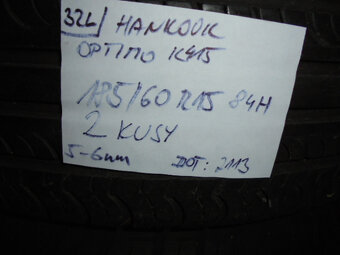 32L/ HANKOOK
OPTIMO K415
185/60 R15 84H
2 KUSY
5-6mm DOT: 2113